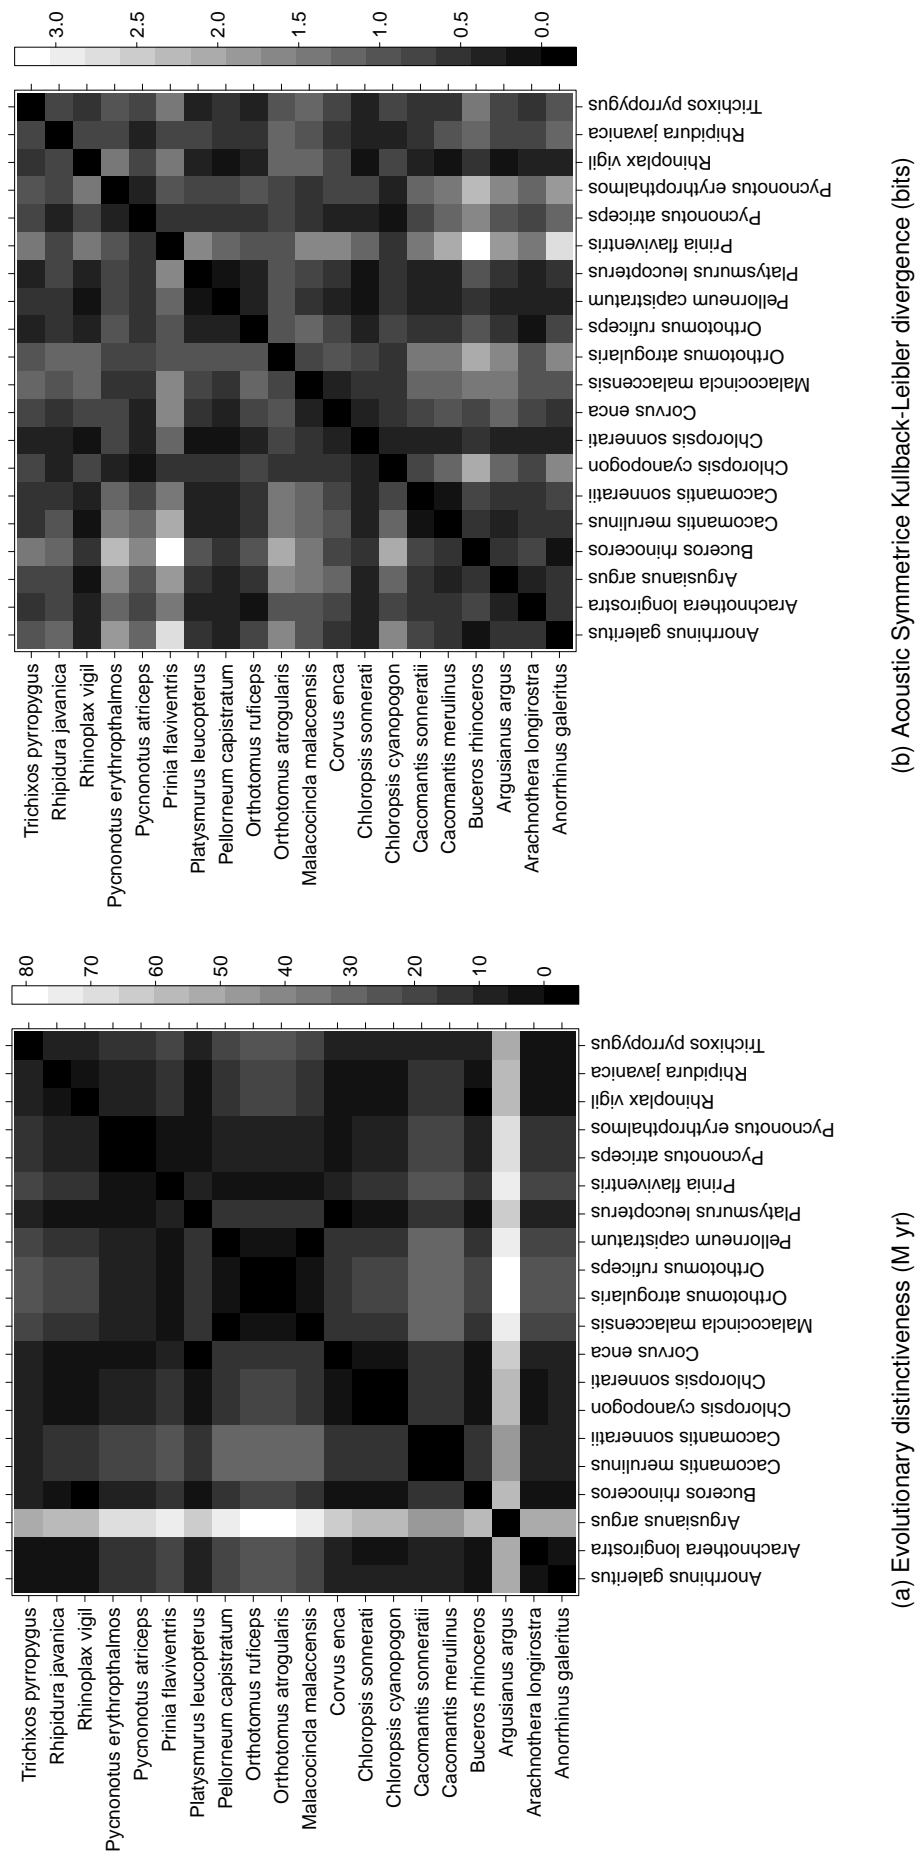 Trichixos pyrropygus
Rhipidura javanica
Rhinoplax vigil
Pycnonotus erythropthalmos
Pycnonotus atriceps
Prinia flaviventris
Platysmurus leucopterus
Pellorneum capistratum
Orthotomus ruficeps
Orthotomus atrogularis
Malacocincla malaccensis
Corvus enca
Chloropsis sonnerati
Chloropsis cyanopogon
Cacomantis sonneratii
Cacomantis merulinus
Buceros rhinoceros
Argusianus argus
Arachnothera longirostra
Anorrhinus galeritus
Anorrhinus galeritus
Arachnothera longirostra
Argusianus argus
Buceros rhinoceros
Cacomantis merulinus
Cacomantis sonneratii
Chloropsis cyanopogon
Chloropsis sonnerati
Corvus enca
Malacocincla malaccensis
Orthotomus atrogularis
Orthotomus ruficeps
Pellorneum capistratum
Platysmurus leucopterus
Prinia flaviventris
Pycnonotus atriceps
Pycnonotus erythropthalmos
Rhinoplax vigil
Rhipidura javanica
Trichixos pyrropygus
80
70
60
50
40
30
20
10
0
(a) Evolutionary distinctiveness (M yr)
Trichixos pyrropygus
Rhipidura javanica
Rhinoplax vigil
Pycnonotus erythropthalmos
Pycnonotus atriceps
Prinia flaviventris
Platysmurus leucopterus
Pellorneum capistratum
Orthotomus ruficeps
Orthotomus atrogularis
Malacocincla malaccensis
Corvus enca
Chloropsis sonnerati
Chloropsis cyanopogon
Cacomantis sonneratii
Cacomantis merulinus
Buceros rhinoceros
Argusianus argus
Arachnothera longirostra
Anorrhinus galeritus
Anorrhinus galeritus
Arachnothera longirostra
Argusianus argus
Buceros rhinoceros
Cacomantis merulinus
Cacomantis sonneratii
Chloropsis cyanopogon
Chloropsis sonnerati
Corvus enca
Malacocincla malaccensis
Orthotomus atrogularis
Orthotomus ruficeps
Pellorneum capistratum
Platysmurus leucopterus
Prinia flaviventris
Pycnonotus atriceps
Pycnonotus erythropthalmos
Rhinoplax vigil
Rhipidura javanica
Trichixos pyrropygus
3.0
2.5
2.0
1.5
1.0
0.5
0.0
(b) Acoustic Symmetrice Kullback-Leibler divergence (bits)